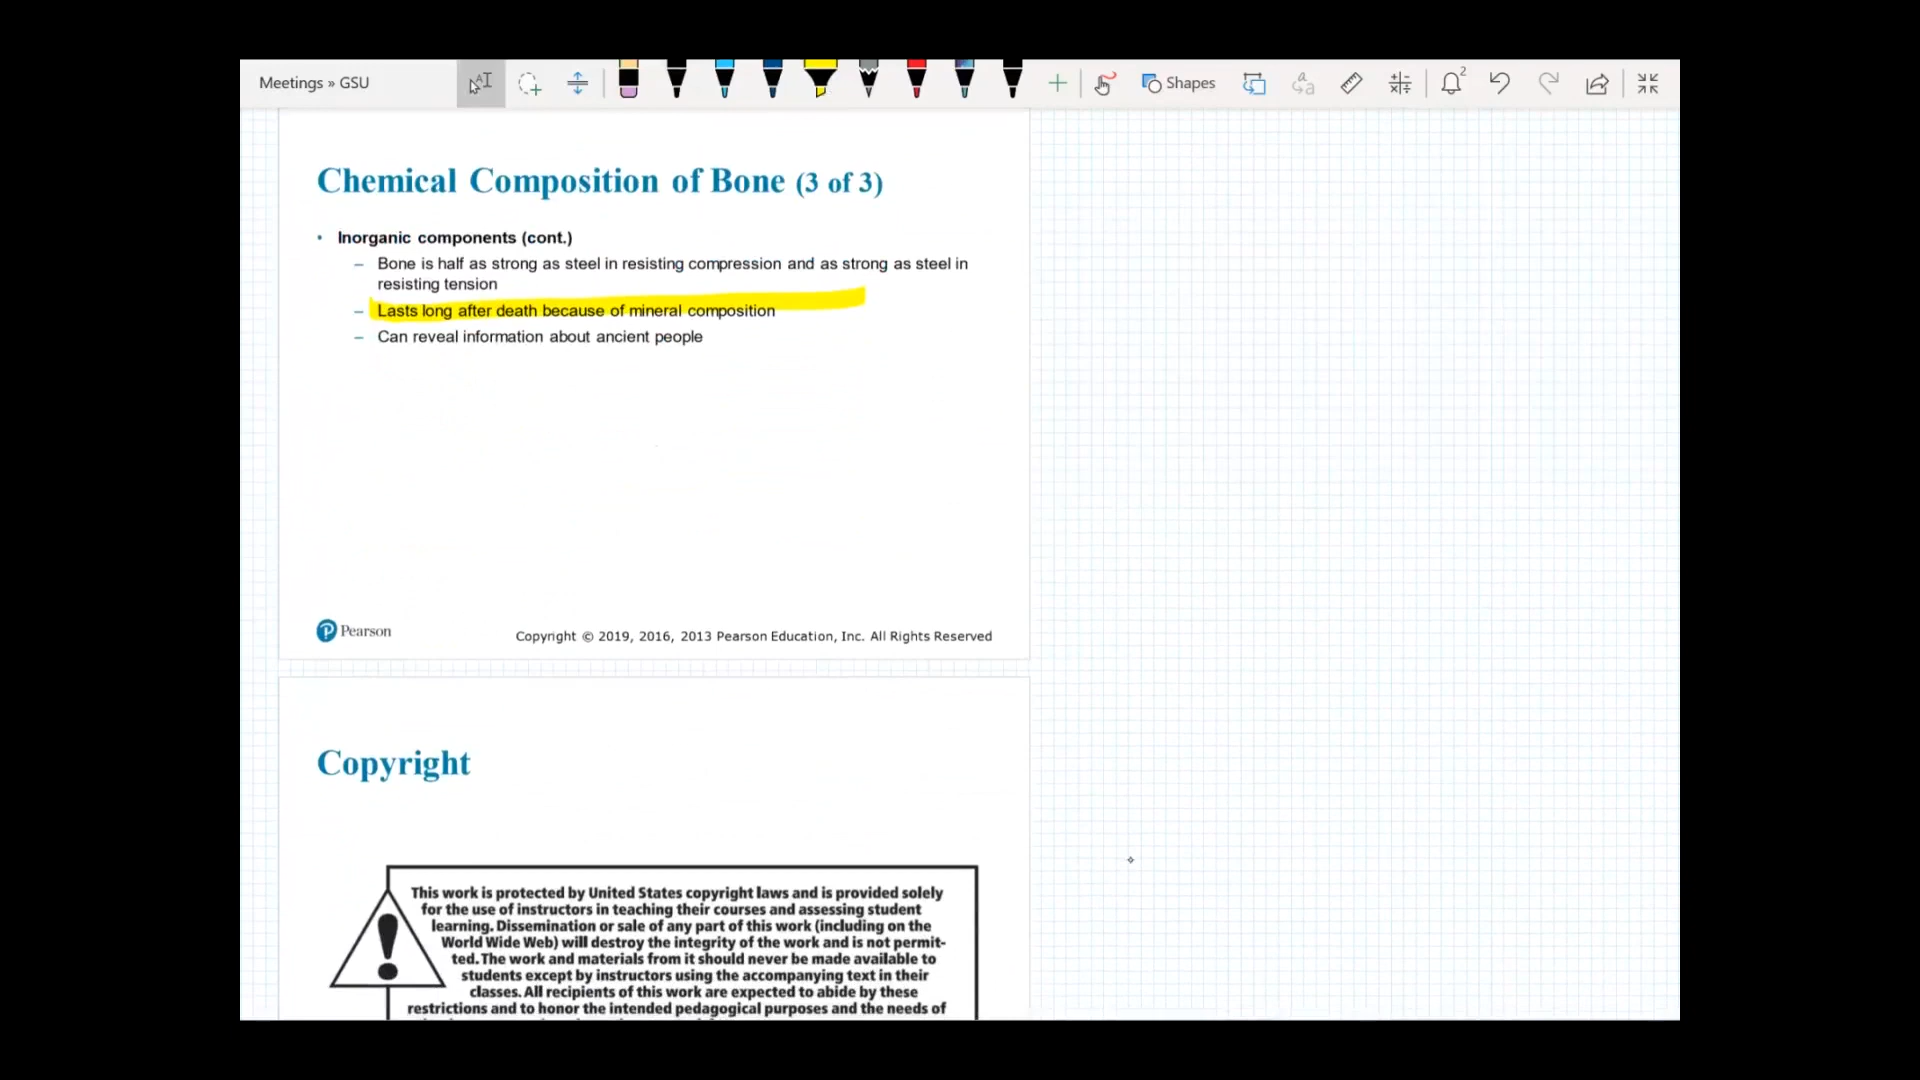 Meetings » GSU
Shapes
2
Chemical Composition of Bone (3 of 3)
• Inorganic components (cont.)
– Bone is half as strong as steel in resisting compression and as strong as steel in
resisting tension
– Lasts long after death because of mineral composition
– Can reveal information about ancient people
Pearson
Copyright © 2019, 2016, 2013 Pearson Education, Inc. All Rights Reserved
Copyright
This work is protected by United States copyright laws and is provided solely
for the use of instructors in teaching their courses and assessing student
learning. Dissemination or sale of any part of this work (including on the
World Wide Web) will destroy the integrity of the work and is not permit-
ted. The work and materials from it should never be made available to
students except by instructors using the accompanying text in their
classes. All recipients of this work are expected to abide by these
restrictions and to honor the intended pedagogical purposes and the needs of